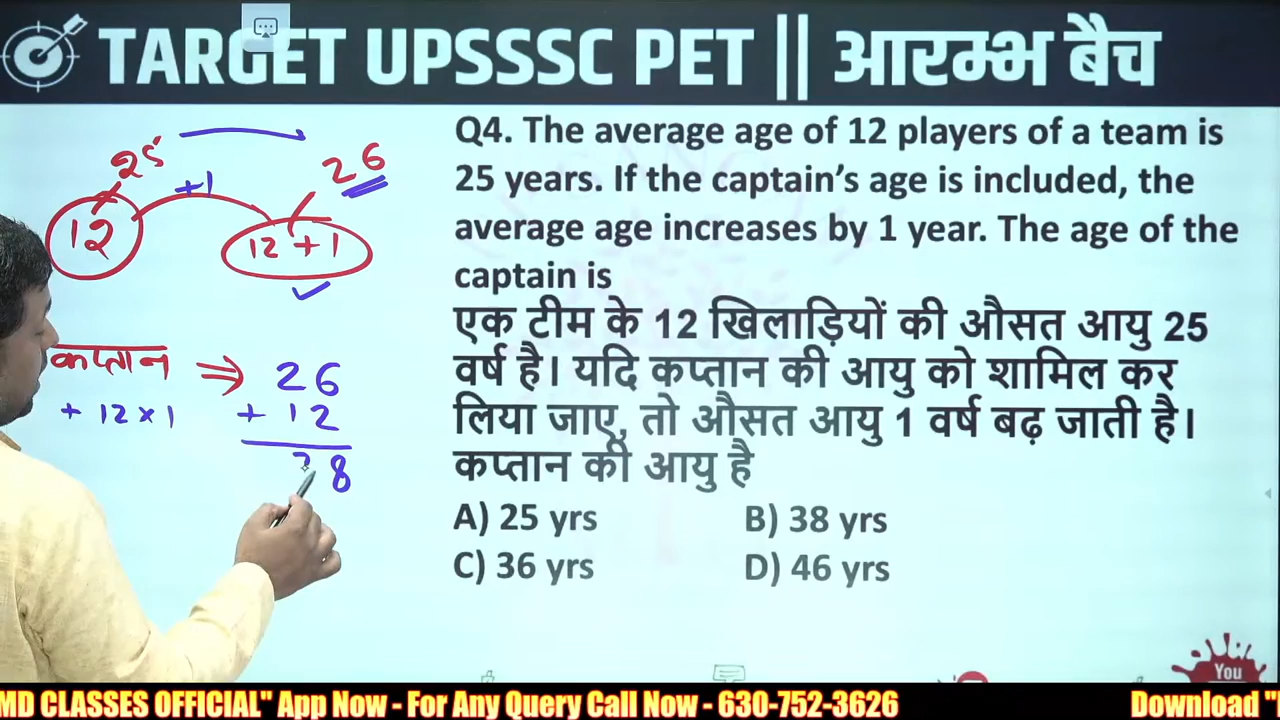 TARGET UPSSSC PET || आरम्भ बैच
25
26
+1
12
12 + 1
कप्तान ⇒ 26
+ 12 × 1 + 12
38
Q4. The average age of 12 players of a team is
25 years. If the captain's age is included, the
average age increases by 1 year. The age of the
captain is
एक टीम के 12 खिलाड़ियों की औसत आयु 25
वर्ष है। यदि कप्तान की आयु को शामिल कर
लिया जाए, तो औसत आयु 1 वर्ष बढ़ जाती है।
कप्तान की आयु है
A) 25 yrs B) 38 yrs
C) 36 yrs D) 46 yrs
You
MD CLASSES OFFICIAL" App Now - For Any Query Call Now - 630-752-3626 Download "